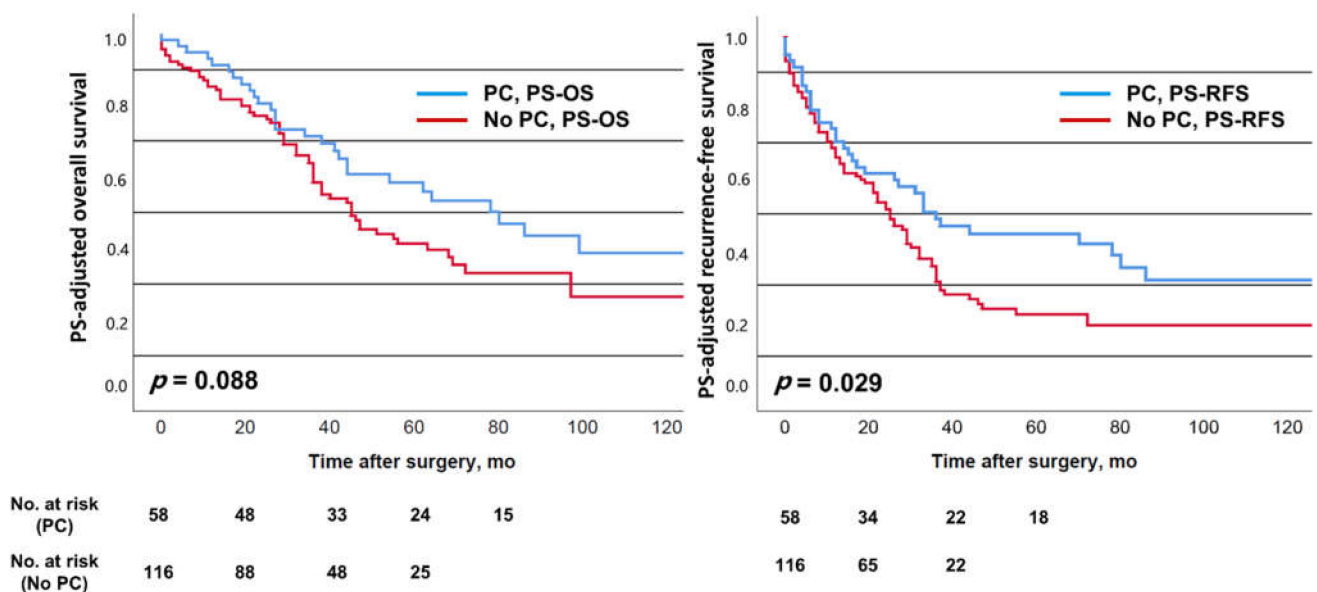 PS-adjusted overall survival
1.0
0.8
0.6
0.4
0.2
0.0
PC, PS-OS
No PC, PS-OS
p = 0.088
0 20 40 60 80 100 120
Time after surgery, mo
PS-adjusted recurrence-free survival
1.0
0.8
0.6
0.4
0.2
0.0
PC, PS-RFS
No PC, PS-RFS
p = 0.029
0 20 40 60 80 100 120
Time after surgery, mo
No. at risk
(PC)
58 48 33 24 15
58 34 22 18
No. at risk
(No PC)
116 88 48 25
116 65 22